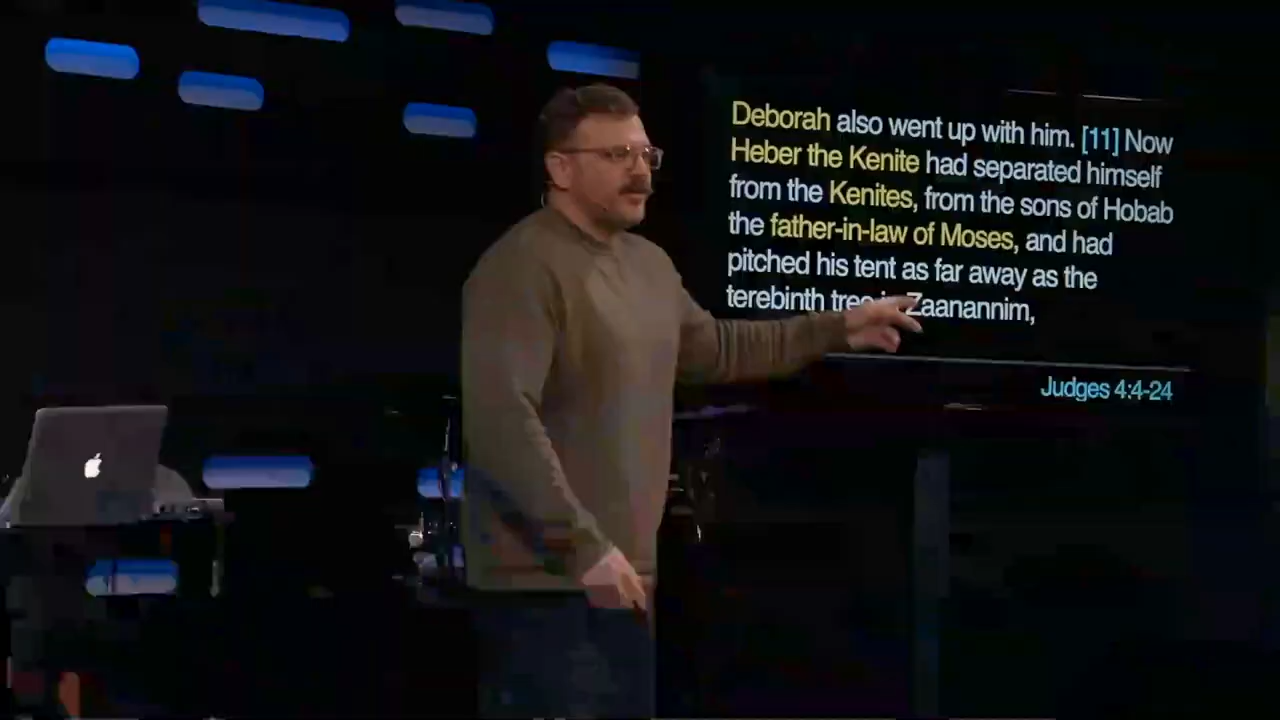 Deborah also went up with him. [11] Now
Heber the Kenite had separated himself
from the Kenites, from the sons of Hobab
the father-in-law of Moses, and had
pitched his tent as far away as the
terebinth tree in Zaanannim,
Judges 4:4-24